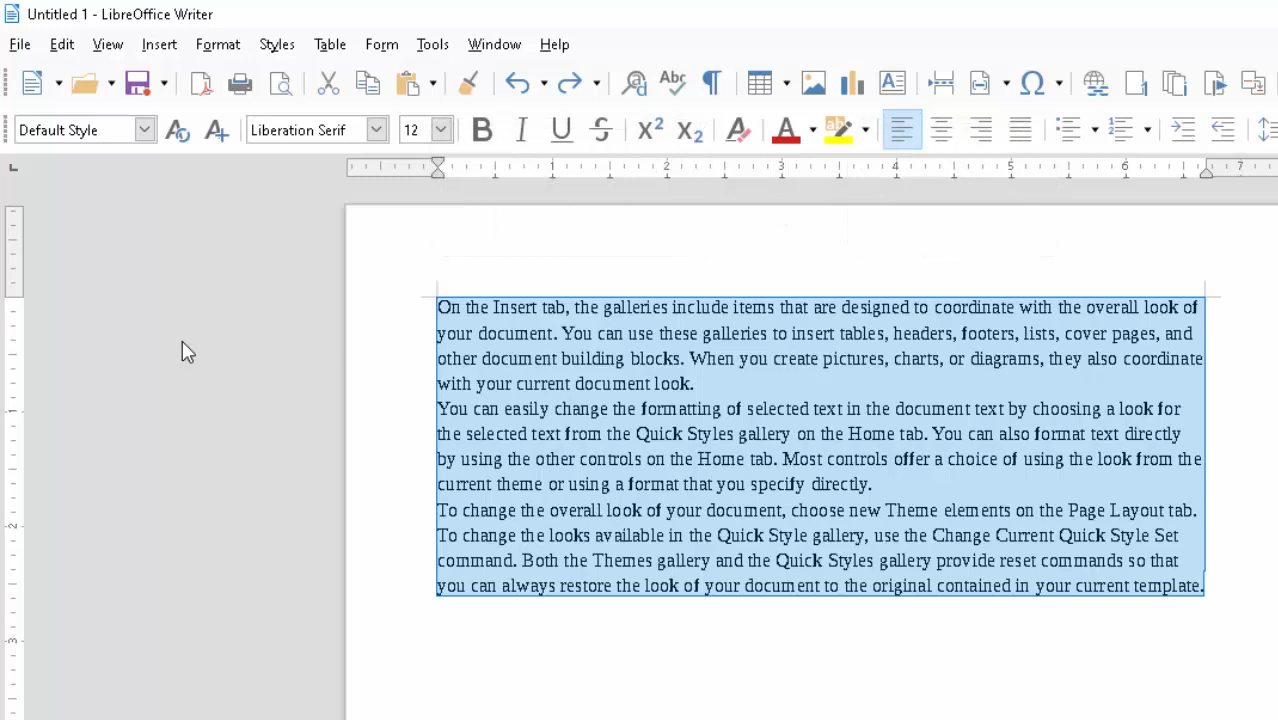 Untitled 1 - LibreOffice Writer
File Edit View Insert Format Styles Table Form Tools Window Help
Default Style Liberation Serif 12
1 2 3 4 5 6 7
On the Insert tab, the galleries include items that are designed to coordinate with the overall look of
your document. You can use these galleries to insert tables, headers, footers, lists, cover pages, and
other document building blocks. When you create pictures, charts, or diagrams, they also coordinate
with your current document look.
You can easily change the formatting of selected text in the document text by choosing a look for
the selected text from the Quick Styles gallery on the Home tab. You can also format text directly
by using the other controls on the Home tab. Most controls offer a choice of using the look from the
current theme or using a format that you specify directly.
To change the overall look of your document, choose new Theme elements on the Page Layout tab.
To change the looks available in the Quick Style gallery, use the Change Current Quick Style Set
command. Both the Themes gallery and the Quick Styles gallery provide reset commands so that
you can always restore the look of your document to the original contained in your current template.
1
2
3